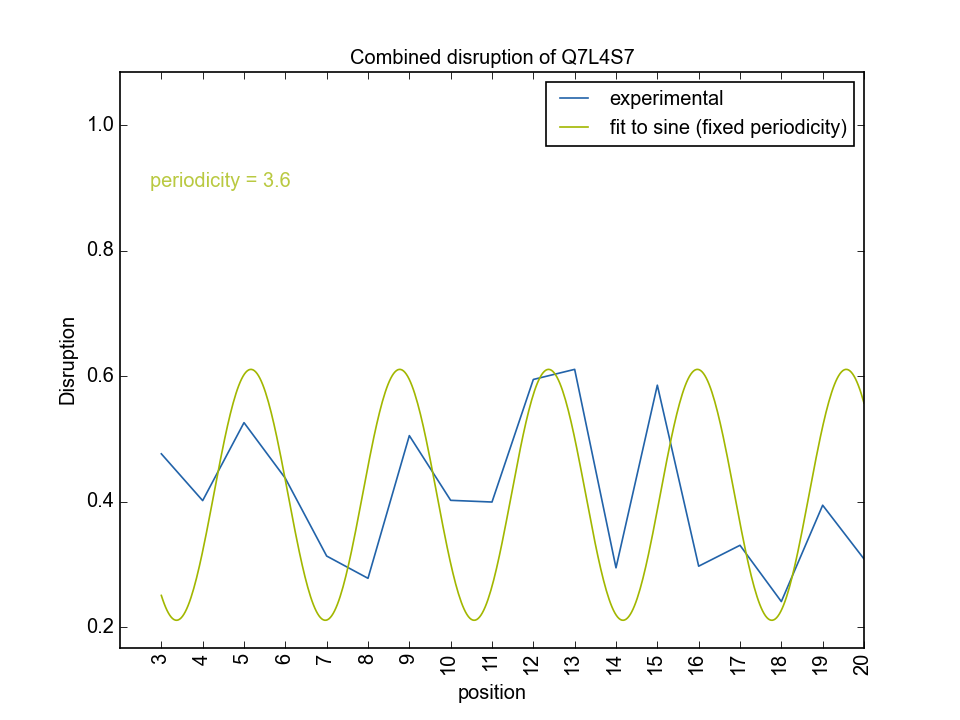 Combined disruption of Q7L4S7
experimental
fit to sine (fixed periodicity)
periodicity = 3.6
Disruption
1.0
0.8
0.6
0.4
0.2
3 4 5 6 7 8 9 10 11 12 13 14 15 16 17 18 19 20
position